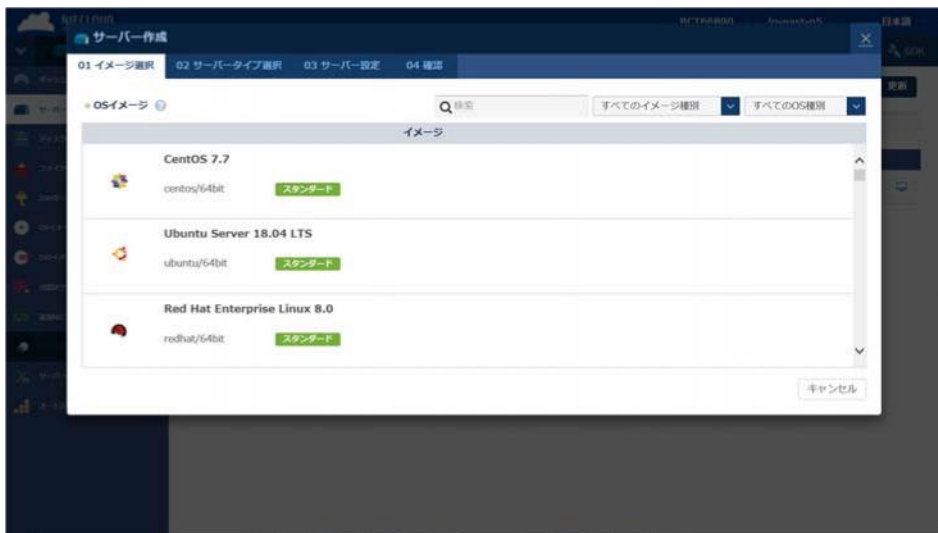 サーバー作成
日本語
SDK
01 イメージ選択 02 サーバータイプ選択 03 サーバー設定 04 確認
更新
OSイメージ
検索 すべてのイメージ種別 すべてのOS種別
イメージ
CentOS 7.7
centos/64bit スタンダード
Ubuntu Server 18.04 LTS
ubuntu/64bit スタンダード
Red Hat Enterprise Linux 8.0
redhat/64bit スタンダード
キャンセル